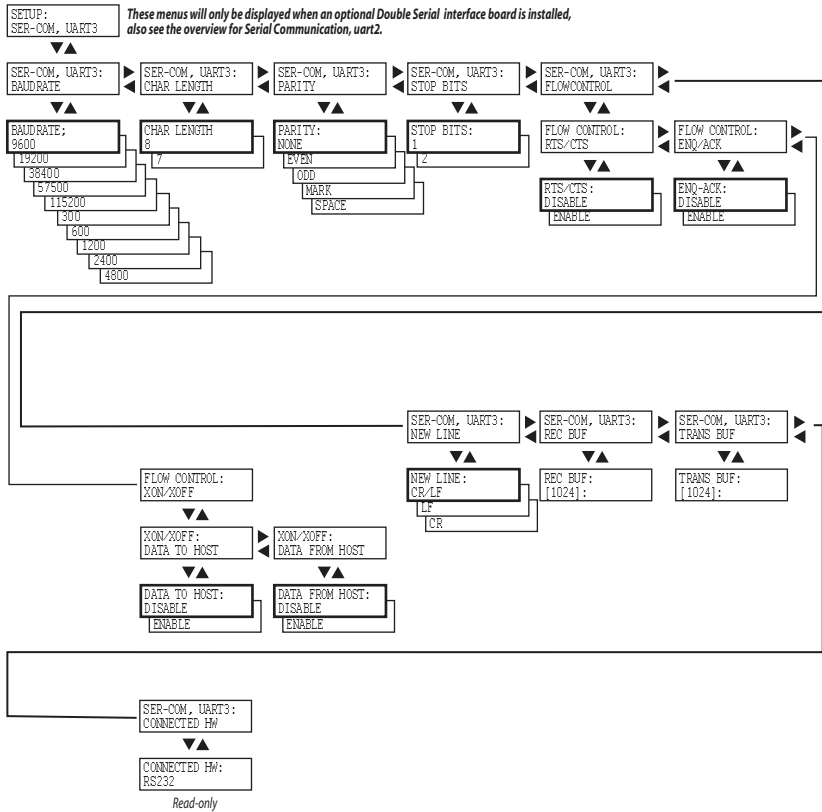 SETUP:
SER-COM, UART3
These menus will only be displayed when an optional Double Serial interface board is installed,
also see the overview for Serial Communication, uart2.
SER-COM, UART3:
BAUDRATE
SER-COM, UART3:
CHAR LENGTH
SER-COM, UART3:
PARITY
SER-COM, UART3:
STOP BITS
SER-COM, UART3:
FLOWCONTROL
BAUDRATE;
9600
19200
38400
57500
115200
300
600
1200
2400
4800
CHAR LENGTH
8
7
PARITY:
NONE
EVEN
ODD
MARK
SPACE
STOP BITS:
1
2
FLOW CONTROL:
RTS/CTS
FLOW CONTROL:
ENQ/ACK
RTS/CTS:
DISABLE
ENABLE
ENQ-ACK:
DISABLE
ENABLE
SER-COM, UART3:
NEW LINE
SER-COM, UART3:
REC BUF
SER-COM, UART3:
TRANS BUF
NEW LINE:
CR/LF
LF
CR
REC BUF:
[1024]:
TRANS BUF:
[1024]:
FLOW CONTROL:
XON/XOFF
XON/XOFF:
DATA TO HOST
XON/XOFF:
DATA FROM HOST
DATA TO HOST:
DISABLE
ENABLE
DATA FROM HOST:
DISABLE
ENABLE
SER-COM, UART3:
CONNECTED HW
CONNECTED HW:
RS232
Read-only